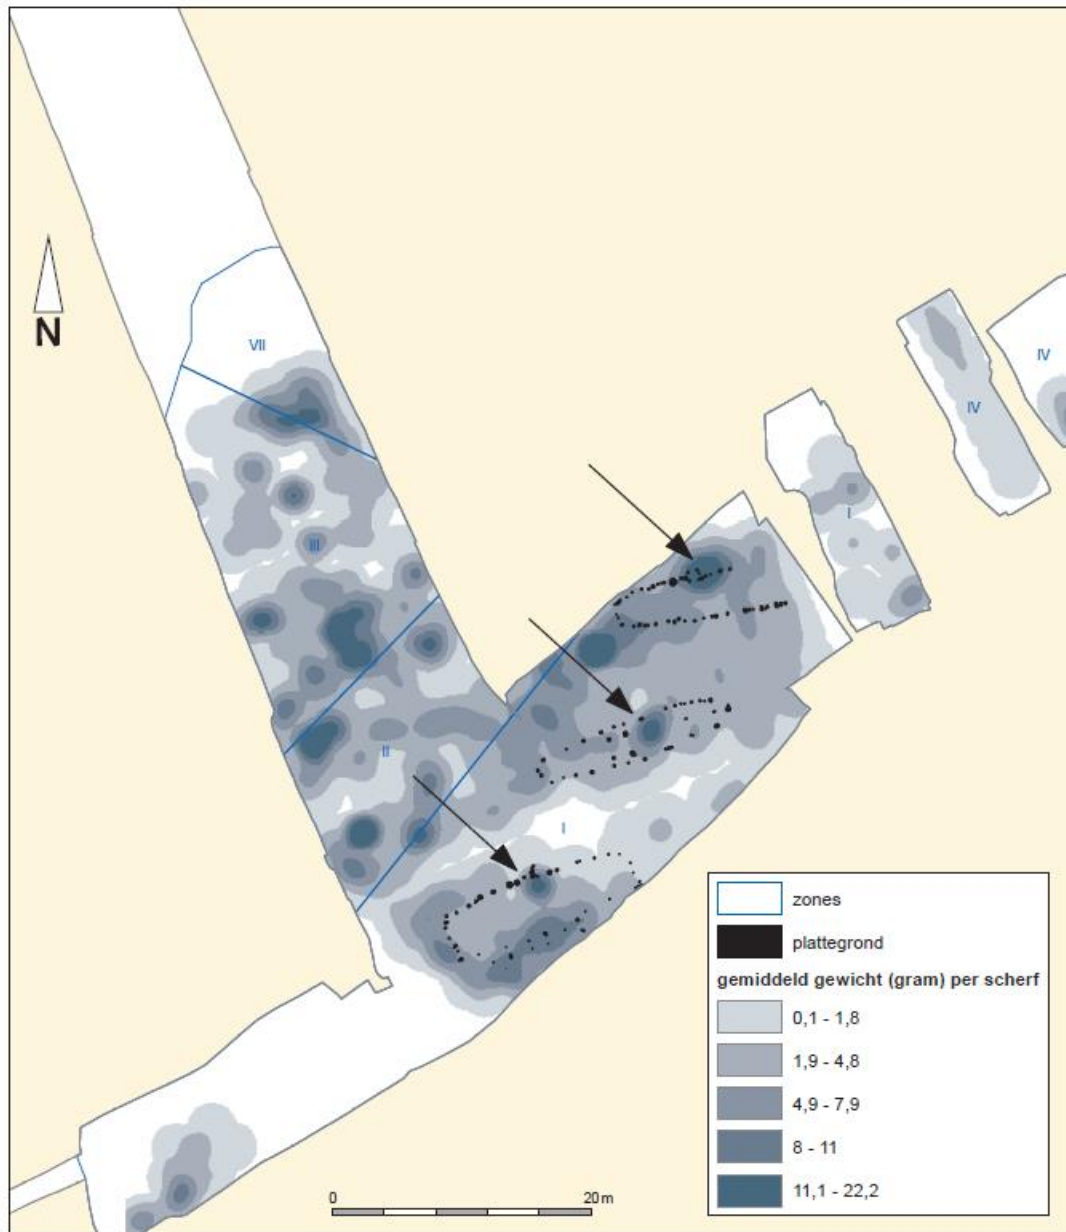 N
VII
III
II
I
I
IV
IV
zones
plattegrond
gemiddeld gewicht (gram) per scherf
0,1 - 1,8
1,9 - 4,8
4,9 - 7,9
8 - 11
11,1 - 22,2
0 20 m